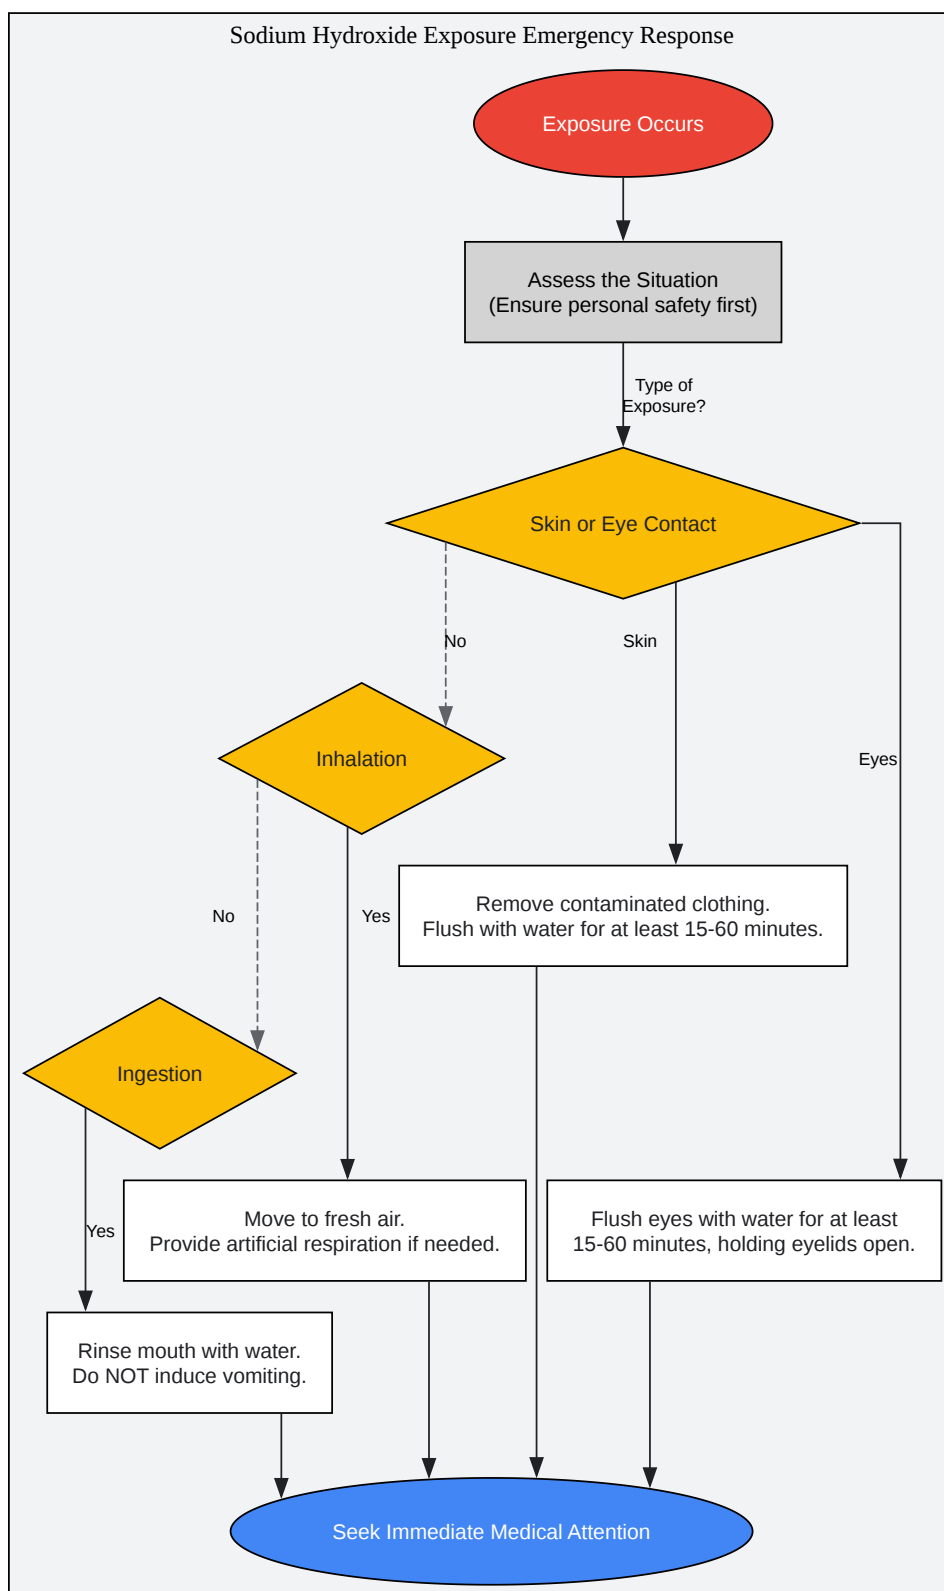 Sodium Hydroxide Exposure Emergency Response
Exposure Occurs
Assess the Situation
(Ensure personal safety first)
Type of
Exposure?
Skin or Eye Contact
No
Skin
Inhalation
Eyes
No
Yes
Remove contaminated clothing.
Flush with water for at least 15-60 minutes.
Ingestion
Yes
Move to fresh air.
Provide artificial respiration if needed.
Flush eyes with water for at least
15-60 minutes, holding eyelids open.
Rinse mouth with water.
Do NOT induce vomiting.
Seek Immediate Medical Attention